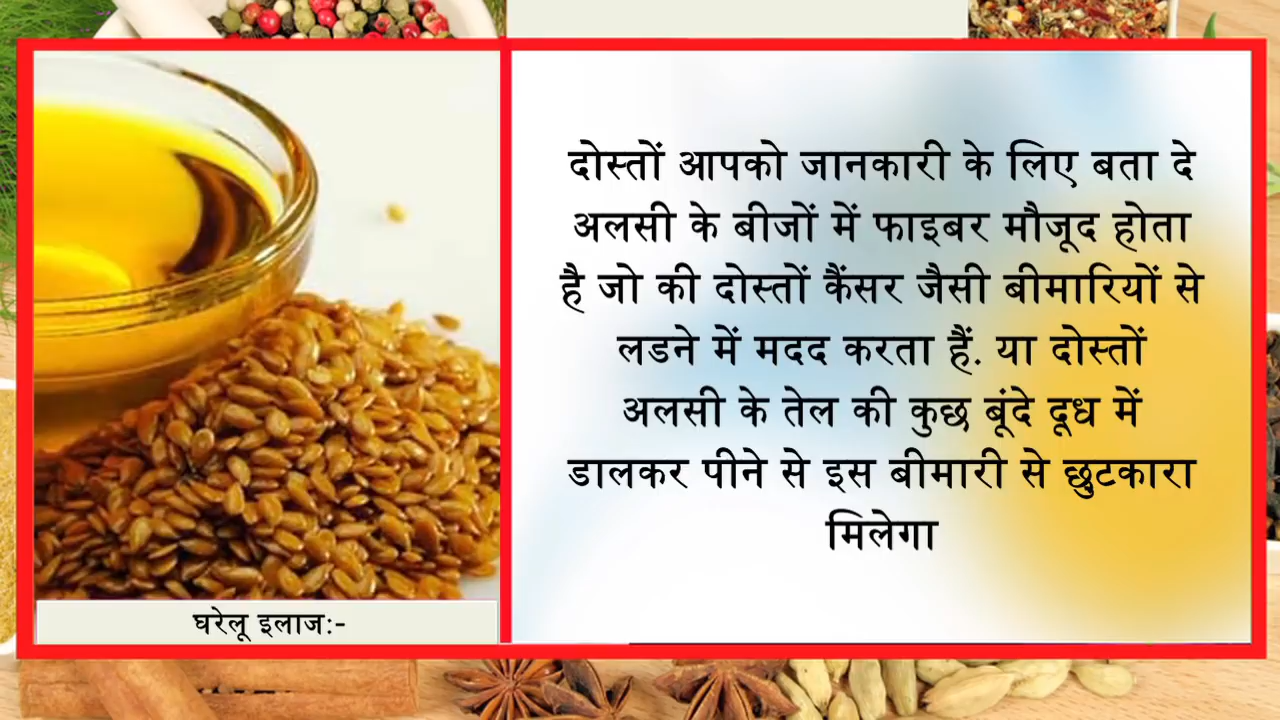 दोस्तों आपको जानकारी के लिए बता दे
अलसी के बीजों में फाइबर मौजूद होता
है जो की दोस्तों कैंसर जैसी बीमारियों से
लडने में मदद करता हैं. या दोस्तों
अलसी के तेल की कुछ बूंदे दूध में
डालकर पीने से इस बीमारी से छुटकारा
मिलेगा
घरेलू इलाज:-